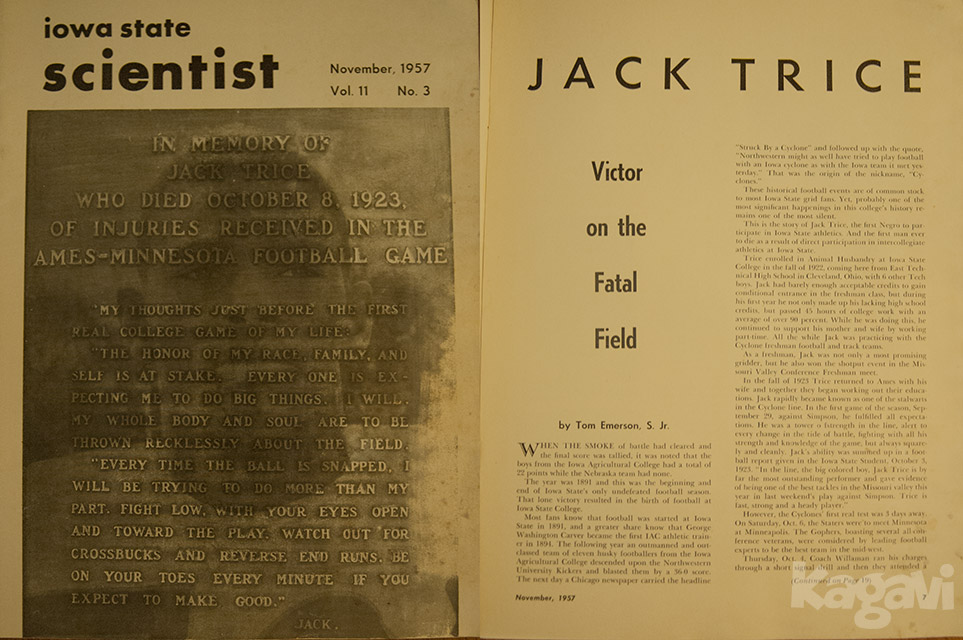 iowa state
scientist
November, 1957
Vol. 11 No. 3
IN MEMORY OF
JACK TRICE
WHO DIED OCTOBER 8, 1923,
OF INJURIES RECEIVED IN THE
AMES-MINNESOTA FOOTBALL GAME
"MY THOUGHTS JUST BEFORE THE FIRST
REAL COLLEGE GAME OF MY LIFE:
"THE HONOR OF MY RACE, FAMILY, AND
SELF IS AT STAKE. EVERY ONE IS EX-
PECTING ME TO DO BIG THINGS. I WILL.
MY WHOLE BODY AND SOUL ARE TO BE
THROWN RECKLESSLY ABOUT THE FIELD.
"EVERY TIME THE BALL IS SNAPPED, I
WILL BE TRYING TO DO MORE THAN MY
PART. FIGHT LOW, WITH YOUR EYES OPEN
AND TOWARD THE PLAY. WATCH OUT FOR
CROSSBUCKS AND REVERSE END RUNS. BE
ON YOUR TOES EVERY MINUTE IF YOU
EXPECT TO MAKE GOOD."
JACK.
JACK TRICE
Victor
on the
Fatal
Field
by Tom Emerson, S. Jr.
WHEN THE SMOKE of battle had cleared and
the final score was tallied, it was noted that the
boys from the Iowa Agricultural College had a total of
22 points while the Nebraska team had none.
The year was 1891 and this was the beginning and
end of Iowa State's only undefeated football season.
That lone victory resulted in the birth of football at
Iowa State College.
Most fans know that football was started at Iowa
State in 1891, and a greater share know that George
Washington Carver became the first IAC athletic train-
er in 1894. The following year an outmanned and out-
classed team of eleven husky footballers from the Iowa
Agricultural College descended upon the Northwestern
University Kickers and blasted them by a 36-0 score.
The next day a Chicago newspaper carried the headline
"Struck By a Cyclone" and followed up with the quote,
"Northwestern might as well have tried to play football
with an Iowa cyclone as with the Iowa team it met yes-
terday." That was the origin of the nickname, "Cy-
clones."
These historical football events are of common stock
to most Iowa State grid fans. Yet, probably one of the
most significant happenings in this college's history re-
mains one of the most silent.
This is the story of Jack Trice, the first Negro to par-
ticipate in Iowa State athletics. And the first man ever
to die as a result of direct participation in intercollegiate
athletics at Iowa State.
Trice enrolled in Animal Husbandry at Iowa State
College in the fall of 1922, coming here from East Tech-
nical High School in Cleveland, Ohio, with 6 other Tech
boys. Jack had barely enough acceptable credits to gain
conditional entrance in the freshman class, but during
his first year he not only made up his lacking high school
credits, but passed 45 hours of college work with an
average of over 90 percent. While he was doing this, he
continued to support his mother and wife by working
part-time. All the while Jack was practicing with the
Cyclone freshman football and track teams.
As a freshman, Jack was not only a most promising
gridder, but he also won the shotput event in the Mis-
souri Valley Conference Freshman meet.
In the fall of 1923 Trice returned to Ames with his
wife and together they began working out their educa-
tions. Jack rapidly became known as one of the stalwarts
in the Cyclone line. In the first game of the season, Sep-
tember 29, against Simpson, he fulfilled all expecta-
tions. He was a tower o fstrength in the line, alert to
every change in the tide of battle, fighting with all his
strength and knowledge of the game, but always square-
ly and cleanly. Jack's ability was summed up in a foot-
ball report given in the Iowa State Student, October 3,
1923. "In the line, the big colored boy, Jack Trice is by
far the most outstanding performer and gave evidence
of being one of the best tackles in the Missouri valley this
year in last weekend's play against Simpson. Trice is
fast, strong and a heady player."
However, the Cyclones' first real test was 3 days away.
On Saturday, Oct. 6, the Staters were to meet Minnesota
at Minneapolis. The Gophers, boasting several all-con-
ference veterans, were considered by leading football
experts to be the best team in the mid-west.
Thursday, Oct. 4, Coach Willaman ran his charges
through a short signal drill and then they attended a
(Continued on Page 19)
November, 1957
7
kagavi